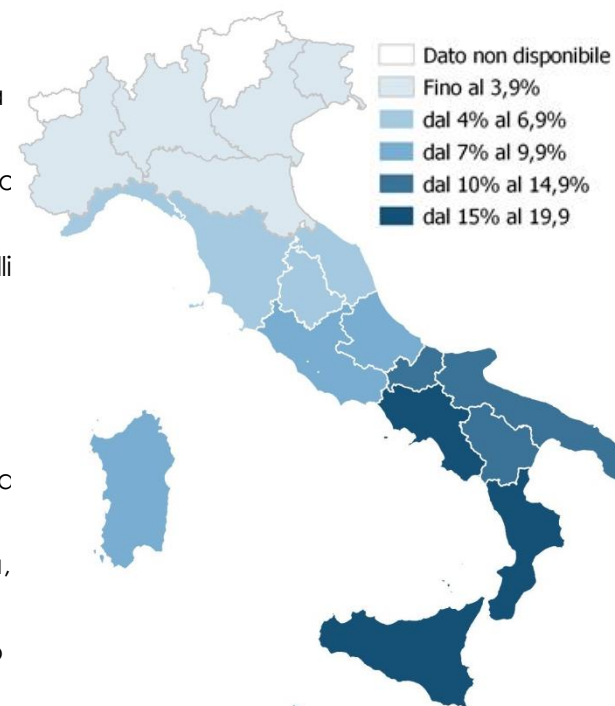 Dato non disponibile
Fino al 3,9%
dal 4% al 6,9%
dal 7% al 9,9%
dal 10% al 14,9%
dal 15% al 19,9
lli